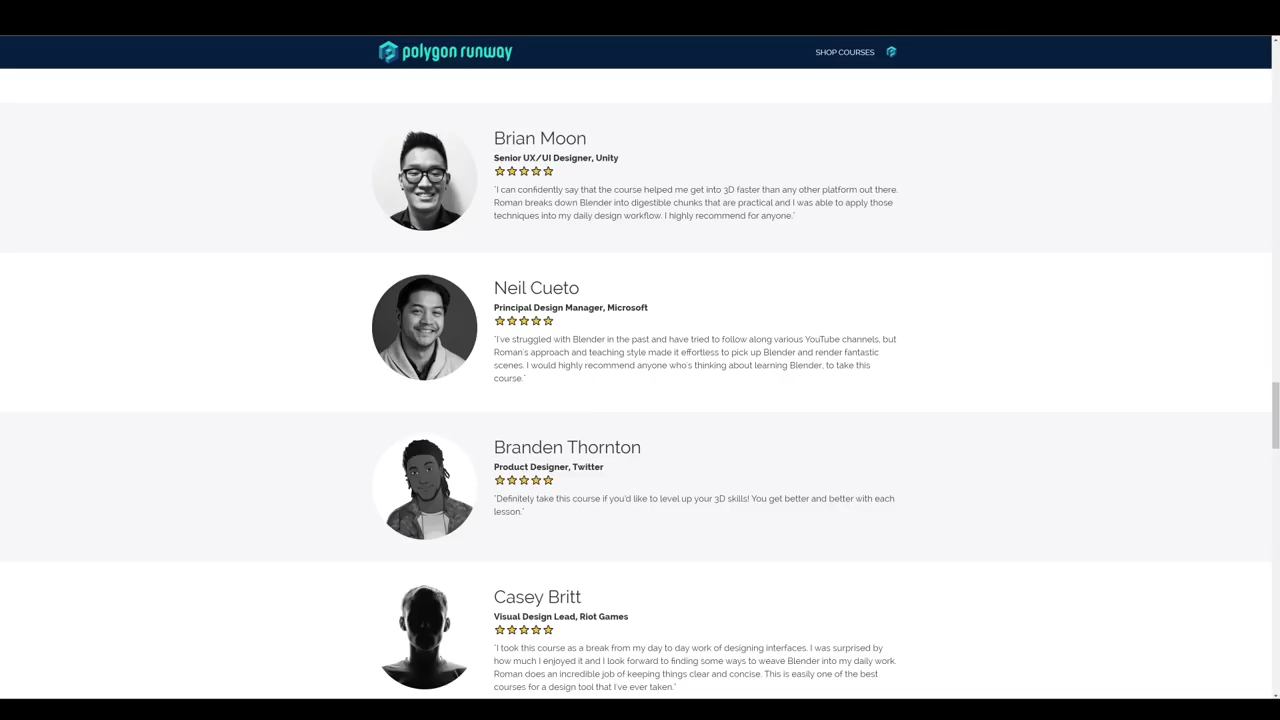 polygon runway
SHOP COURSES
Brian Moon
Senior UX/UI Designer, Unity
"I can confidently say that the course helped me get into 3D faster than any other platform out there.
Roman breaks down Blender into digestible chunks that are practical and I was able to apply those
techniques into my daily design workflow. I highly recommend for anyone."
Neil Cueto
Principal Design Manager, Microsoft
"I've struggled with Blender in the past and have tried to follow along various YouTube channels, but
Roman's approach and teaching style made it effortless to pick up Blender and render fantastic
scenes. I would highly recommend anyone who's thinking about learning Blender, to take this
course."
Branden Thornton
Product Designer, Twitter
"Definitely take this course if you'd like to level up your 3D skills! You get better and better with each
lesson."
Casey Britt
Visual Design Lead, Riot Games
"I took this course as a break from my day to day work of designing interfaces. I was surprised by
how much I enjoyed it and I look forward to finding some ways to weave Blender into my daily work.
Roman does an incredible job of keeping things clear and concise. This is easily one of the best
courses for a design tool that I've ever taken."